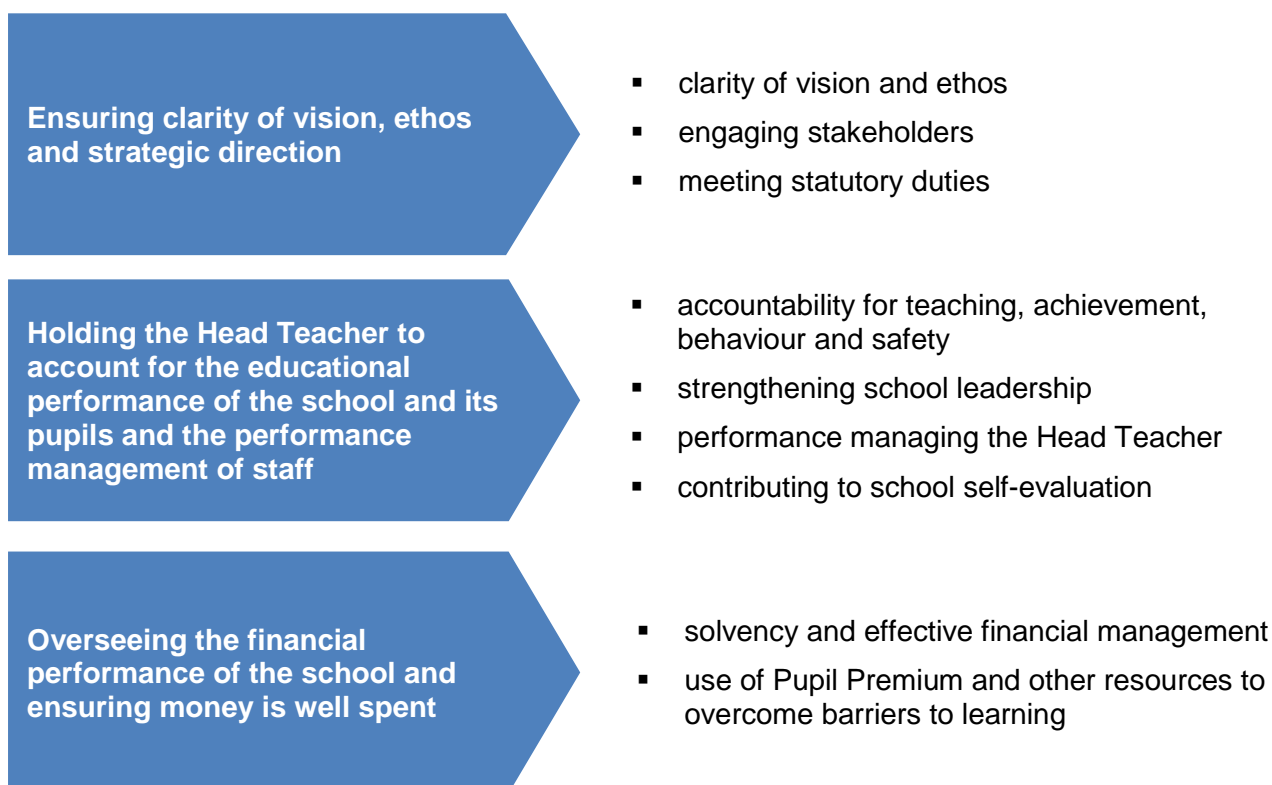 Ensuring clarity of vision, ethos
and strategic direction
▪ clarity of vision and ethos
▪ engaging stakeholders
▪ meeting statutory duties
Holding the Head Teacher to
account for the educational
performance of the school and its
pupils and the performance
management of staff
▪ accountability for teaching, achievement,
behaviour and safety
▪ strengthening school leadership
▪ performance managing the Head Teacher
▪ contributing to school self-evaluation
Overseeing the financial
performance of the school and
ensuring money is well spent
▪ solvency and effective financial management
▪ use of Pupil Premium and other resources to
overcome barriers to learning